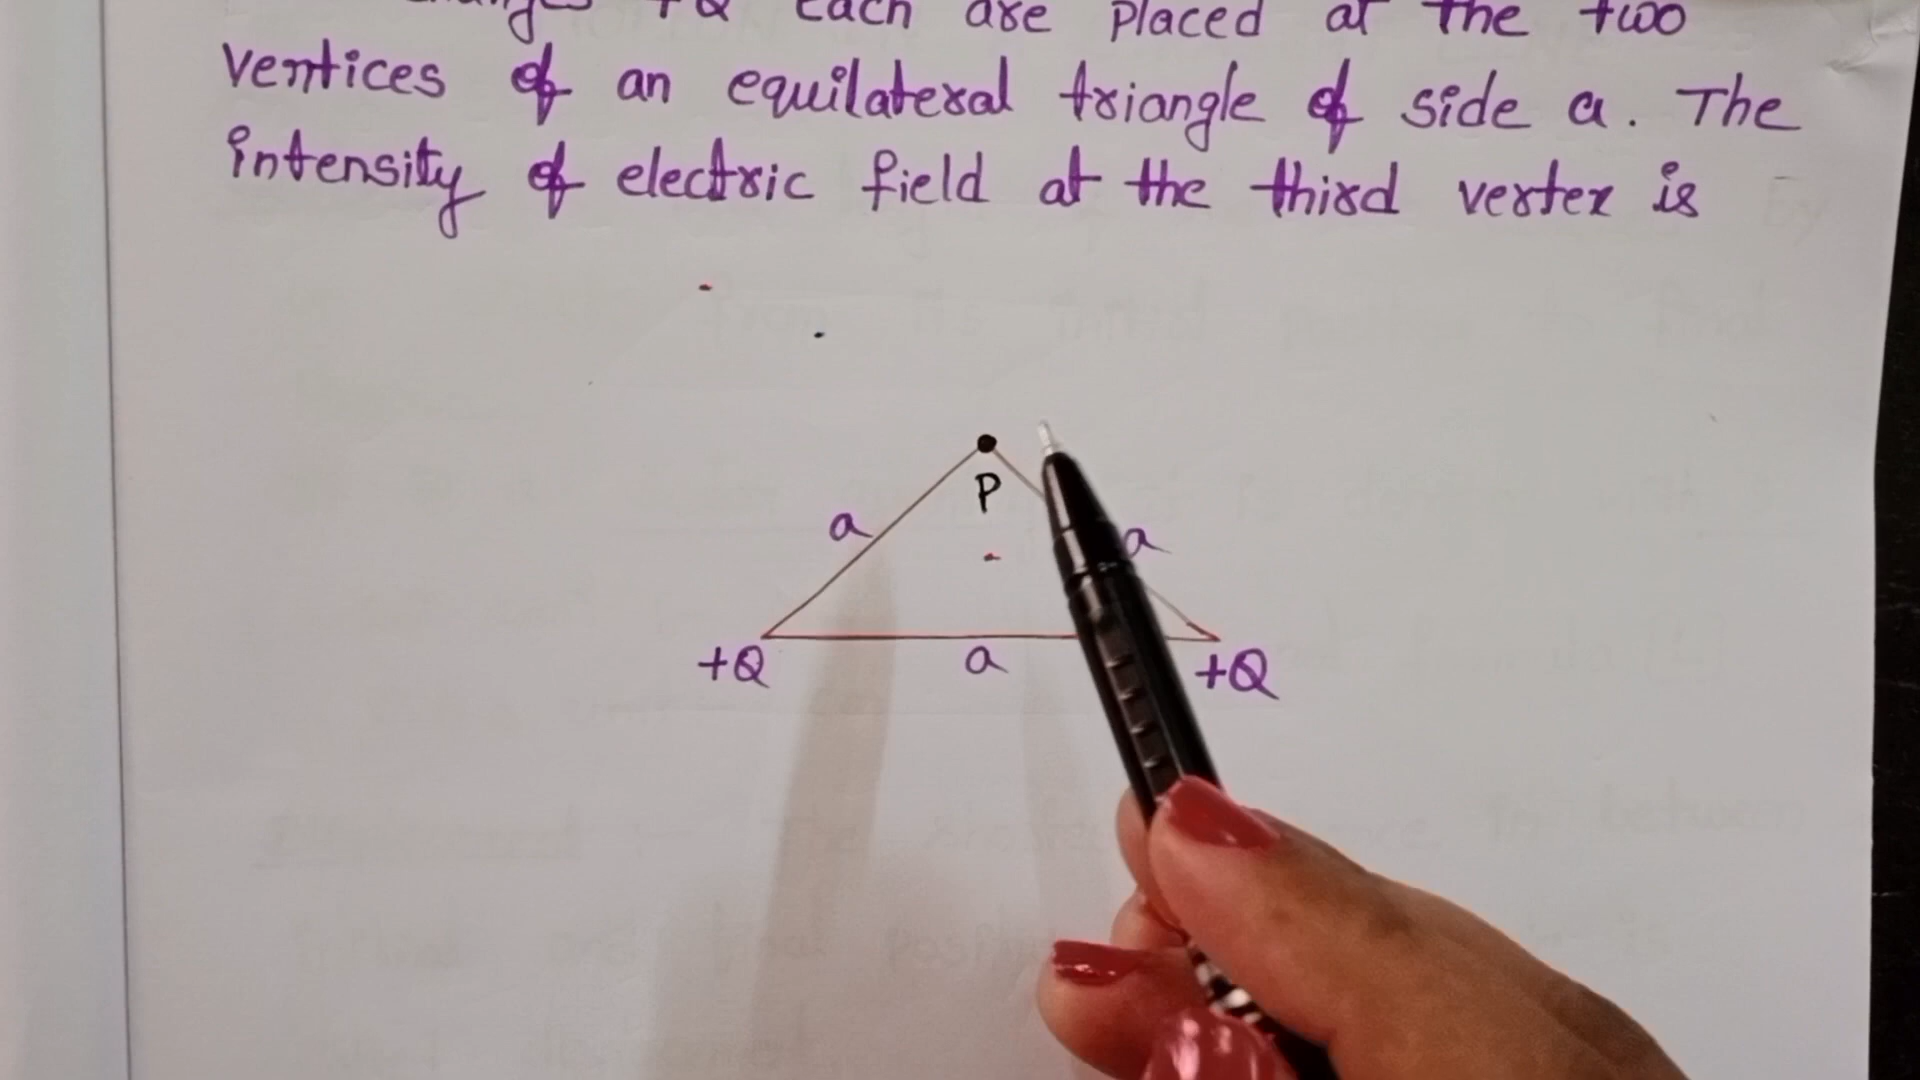 +Q each are placed at the two
vertices of an equilateral triangle of side a. The
intensity of electric field at the third vertex is
P
a
a
+Q
a
+Q